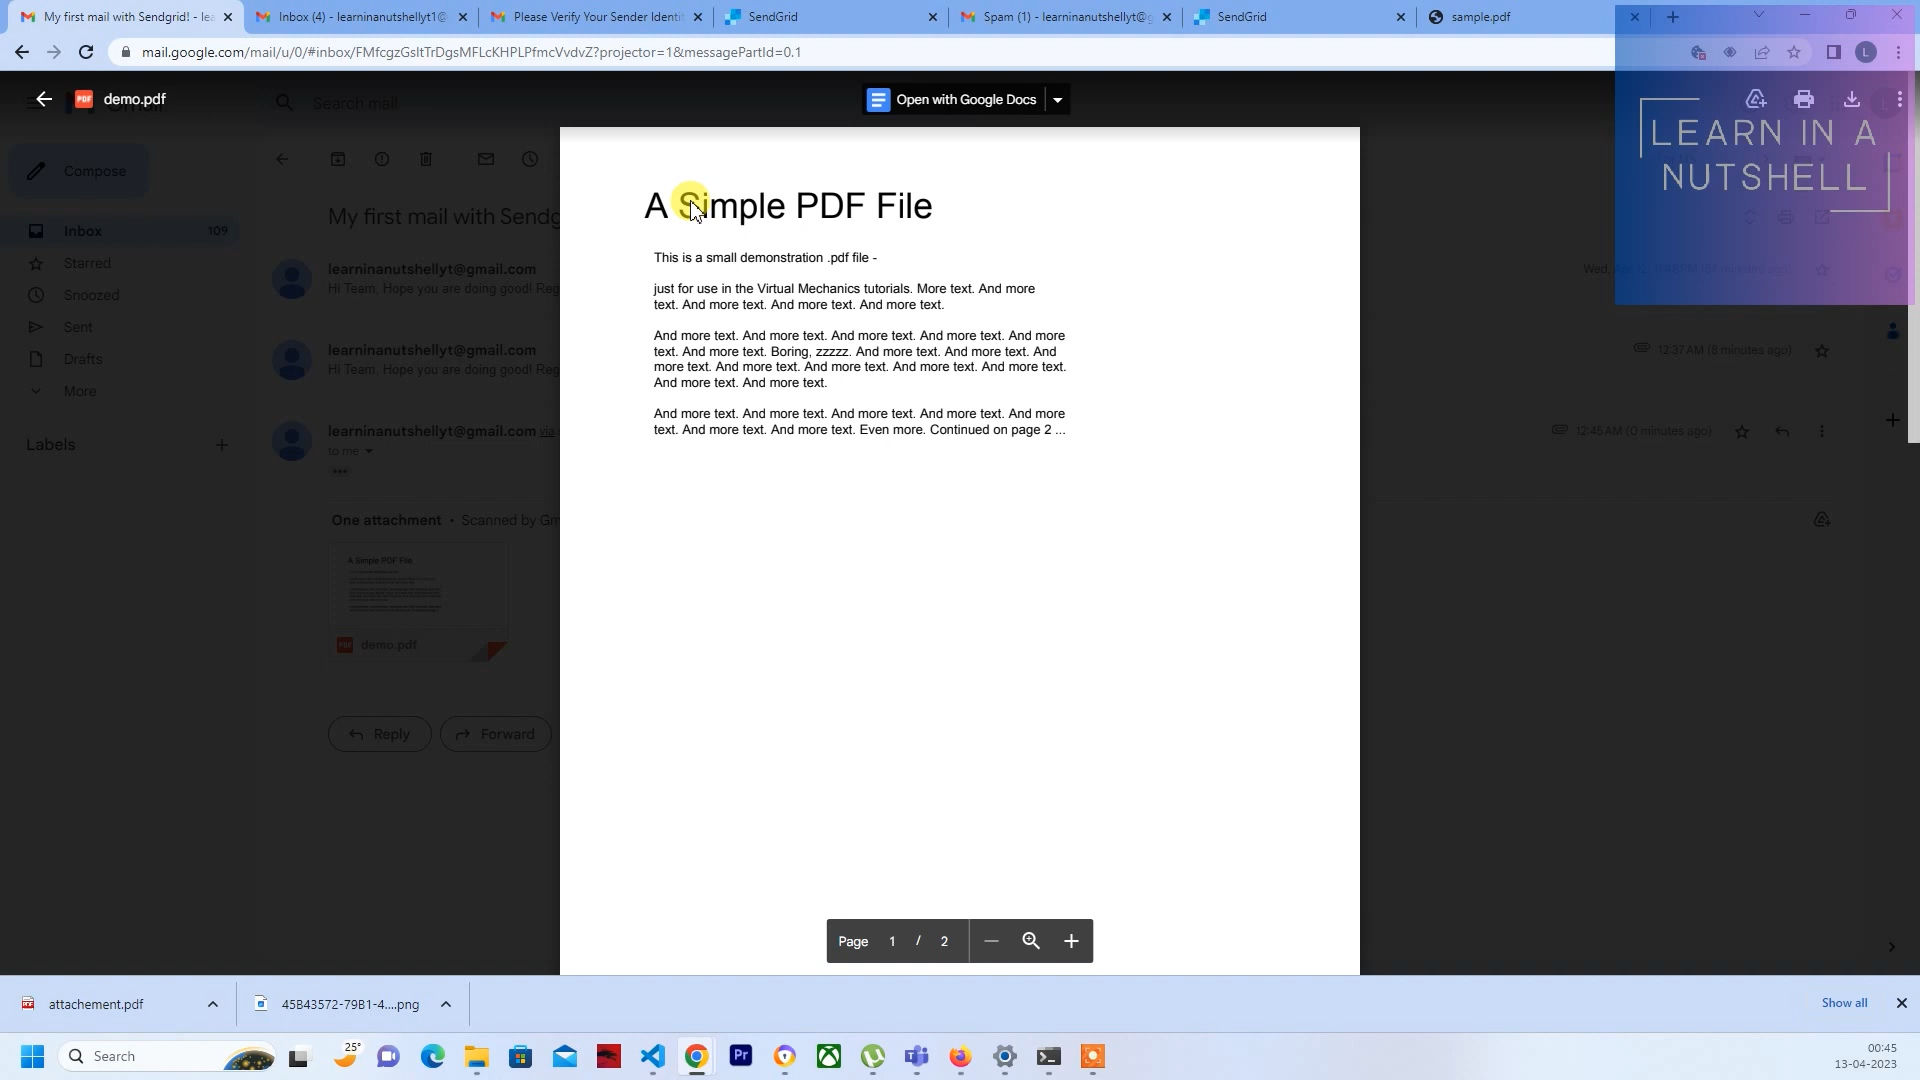 My first mail with Sendgrid! - lea
Inbox (4) - learninanutshellyt1@
Please Verify Your Sender Identit
SendGrid
Spam (1) - learninanutshellyt@g
SendGrid
sample.pdf
mail.google.com/mail/u/0/#inbox/FMfcgzGsltTrDgsMFLcKHPLPfmcVvdvZ?projector=1&messagePartId=0.1
L
PDF demo.pdf
Search mail
Open with Google Docs
LEARN IN A
NUTSHELL
Compose
My first mail with Sendg
Inbox 109
Starred
Snoozed
Sent
Drafts
More
Labels
learninanutshellyt@gmail.com
Hi Team, Hope you are doing good! Reg
learninanutshellyt@gmail.com
Hi Team, Hope you are doing good! Reg
12:37 AM (8 minutes ago)
learninanutshellyt@gmail.com via
to me
12:45 AM (0 minutes ago)
One attachment • Scanned by Gm
A Simple PDF File
PDF demo.pdf
Reply
Forward
A Simple PDF File
This is a small demonstration .pdf file -
just for use in the Virtual Mechanics tutorials. More text. And more
text. And more text. And more text. And more text.
And more text. And more text. And more text. And more text. And more
text. And more text. Boring, zzzzz. And more text. And more text. And
more text. And more text. And more text. And more text. And more text.
And more text. And more text.
And more text. And more text. And more text. And more text. And more
text. And more text. And more text. Even more. Continued on page 2 ...
Page 1 / 2
attachement.pdf
45B43572-79B1-4....png
Show all
Search
25°
Pr
00:45
13-04-2023